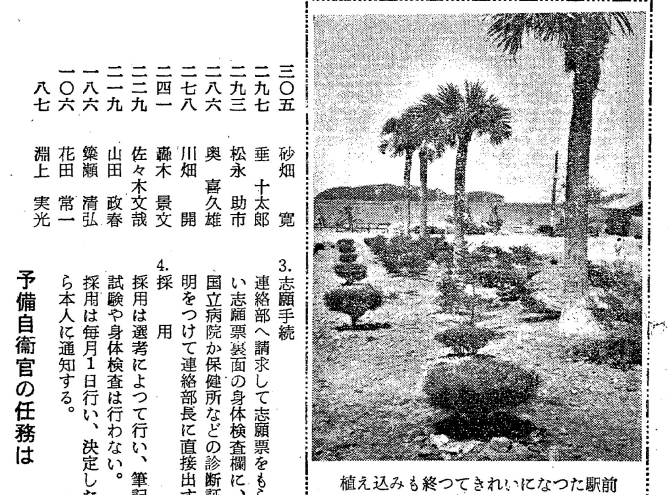 植え込みも終つてきれいになつた駅前
三〇五 砂畑 寛
二九七 垂 十太郎
二九三 松永 助市
二八六 奥 喜久雄
二七八 川畑 開
二四一 轟木 景文
二二九 佐々木文哉
二一九 山田 政春
一八六 簗瀬 清弘
一〇六 花田 常一
八七 淵上 実光
3. 志願手続
連絡部へ請求して志願票をも
い志願票裏面の身体検査欄に、
国立病院か保健所などの診断
明をつけて連絡部長に直接出
4. 採 用
採用は選考によつて行い、筆
試験や身体検査は行わない。
採用は毎月1日行い、決定し
ら本人に通知する。
予備自衛官の任務は